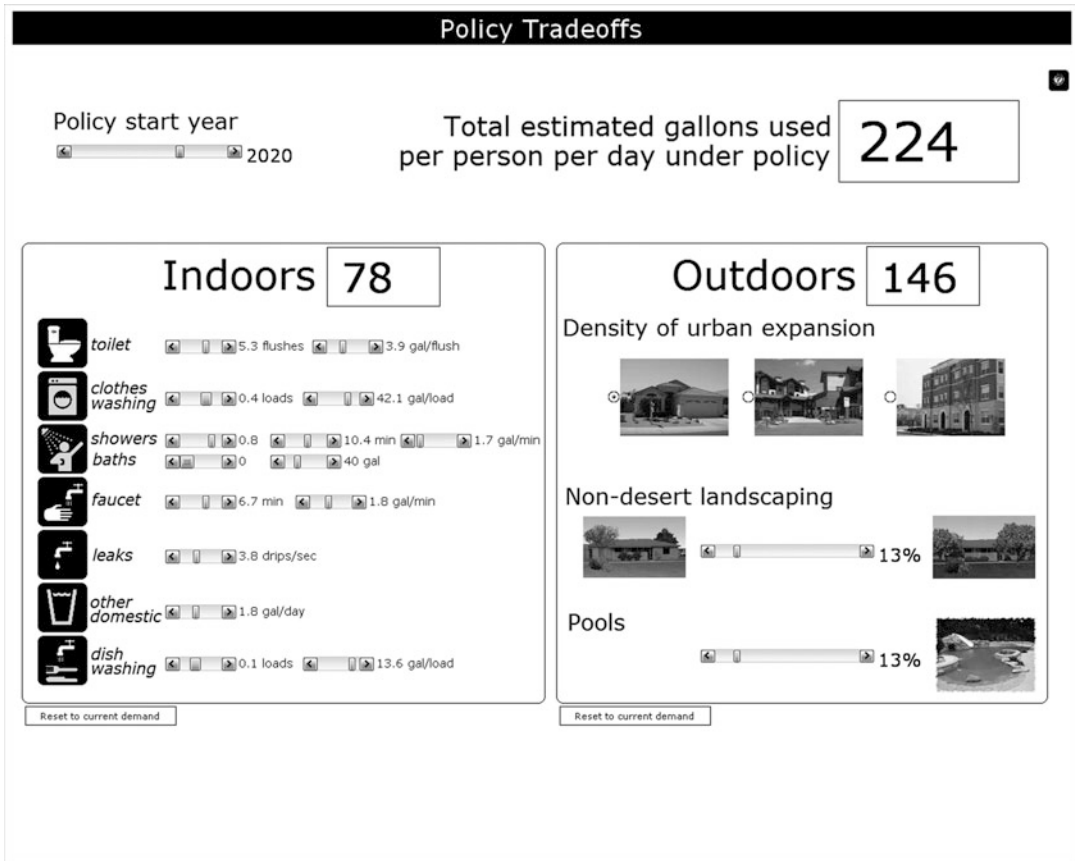 Policy Tradeoffs
Policy start year
2020
Total estimated gallons used
per person per day under policy
224
Indoors 78
toilet 5.3 flushes 3.9 gal/flush
clothes
washing 0.4 loads 42.1 gal/load
showers 0.8 10.4 min 1.7 gal/min
baths 0 40 gal
faucet 6.7 min 1.8 gal/min
leaks 3.8 drips/sec
other
domestic 1.8 gal/day
dish
washing 0.1 loads 13.6 gal/load
Reset to current demand
Outdoors 146
Density of urban expansion
Non-desert landscaping
13%
Pools
13%
Reset to current demand